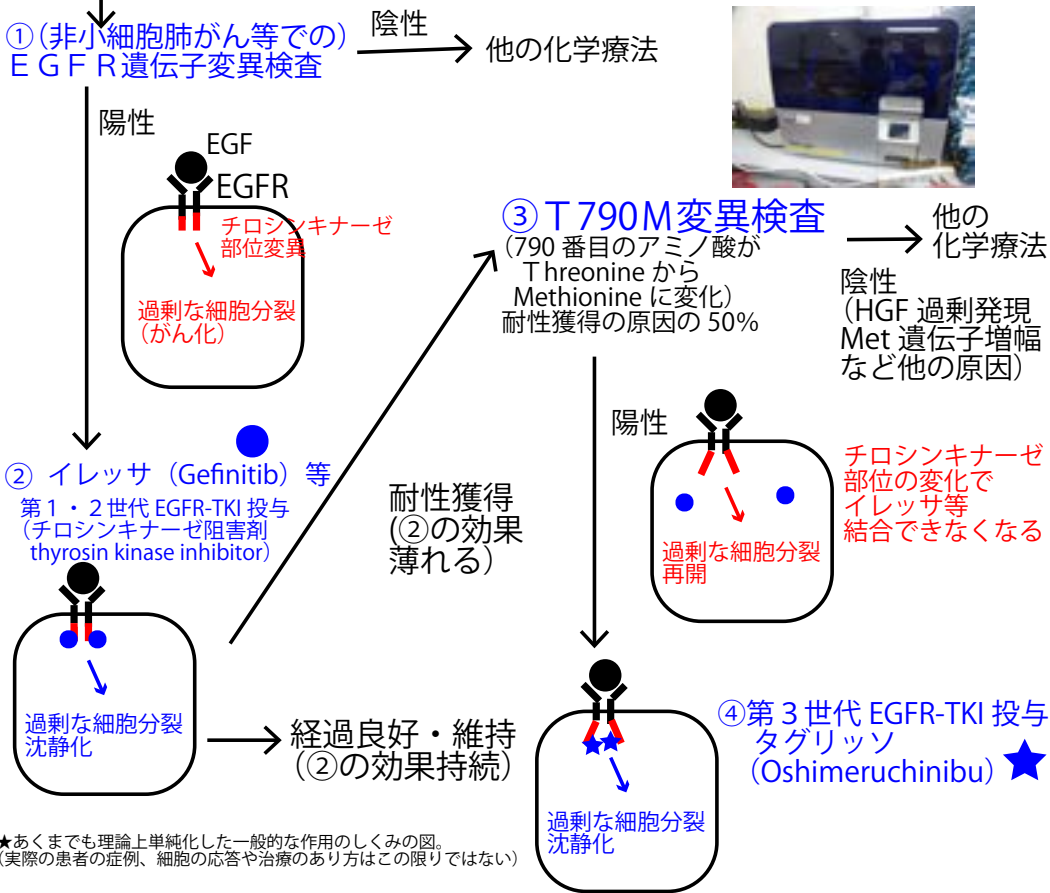 ①(非小細胞肺がん等での)
ＥＧＦＲ遺伝子変異検査
陰性
他の化学療法
陽性
EGF
EGFR
チロシンキナーゼ
部位変異
過剰な細胞分裂
(がん化)
② イレッサ（Gefinitib）等
第１・２世代 EGFR-TKI 投与
（チロシンキナーゼ阻害剤
thyrosin kinase inhibitor）
過剰な細胞分裂
沈静化
経過良好・維持
(②の効果持続）
耐性獲得
(②の効果
薄れる）
③Ｔ790Ｍ変異検査
(790 番目のアミノ酸が
Ｔhreonine から
Methionine に変化）
耐性獲得の原因の 50%
他の
化学療法
陰性
（HGF 過剰発現
Met 遺伝子増幅
など他の原因）
陽性
過剰な細胞分裂
再開
チロシンキナーゼ
部位の変化で
イレッサ等
結合できなくなる
④第３世代 EGFR-TKI 投与
タグリッソ
（Oshimeruchinibu）
過剰な細胞分裂
沈静化
★あくまでも理論上単純化した一般的な作用のしくみの図。
（実際の患者の症例、細胞の応答や治療のあり方はこの限りではない）